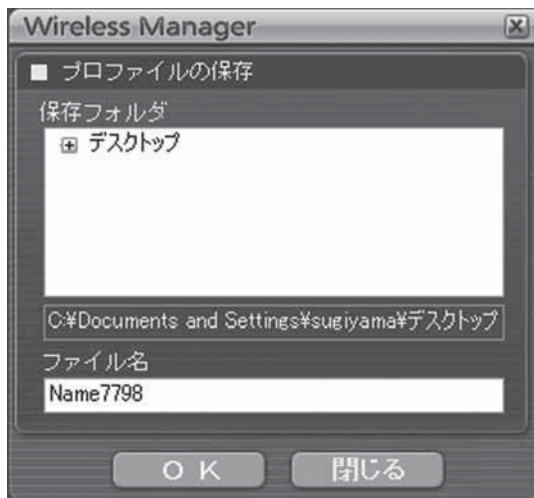 Wireless Manager
プロファイルの保存
保存フォルダ
デスクトップ
C:¥Documents and Settings¥sugiyama¥デスクトップ
ファイル名
Name7798
ＯＫ
閉じる